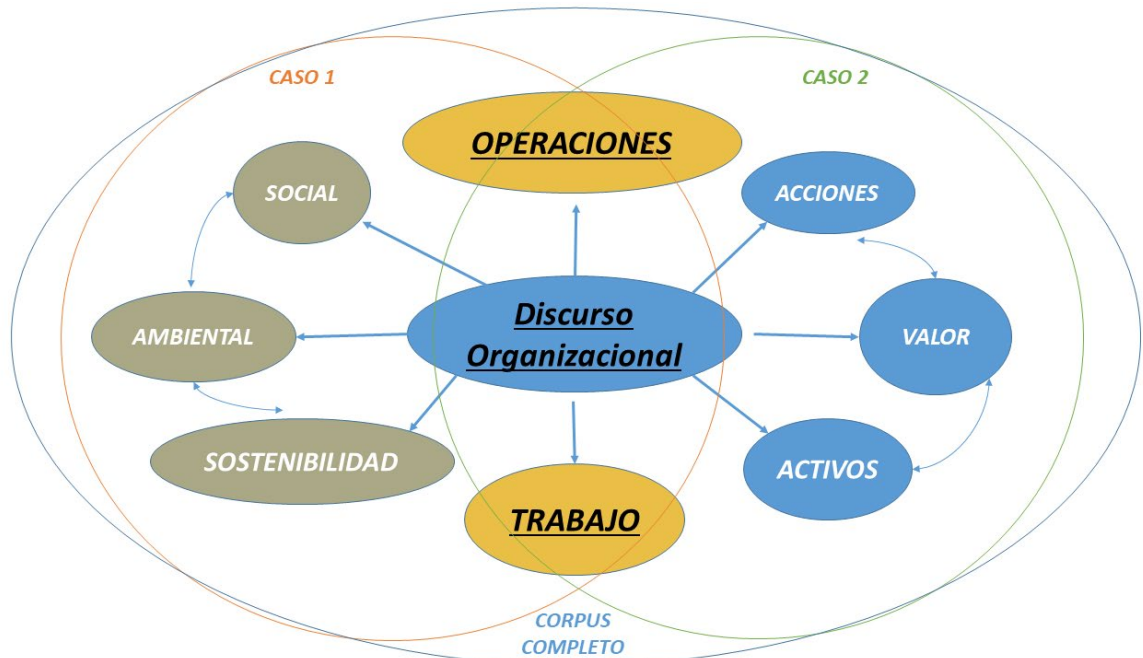 CASO 1
CASO 2
OPERACIONES
SOCIAL
ACCIONES
Discurso
Organizacional
AMBIENTAL
VALOR
SOSTENIBILIDAD
ACTIVOS
TRABAJO
CORPUS
COMPLETO